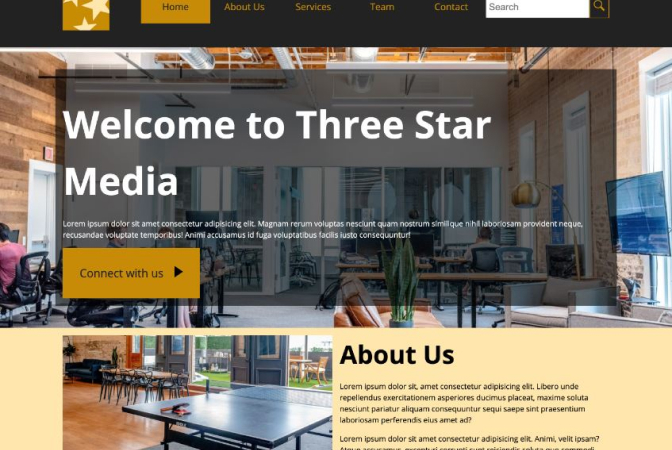 Home About Us Services Team Contact Search
Welcome to Three Star
Media
Lorem ipsum dolor sit amet consectetur adipisicing elit. Magnam rerum voluptas nesciunt quam nostrum similique nihil laboriosam provident neque,
recusandae voluptate temporibus! Animi accusamus id fuga voluptatibus facilis iusto consequuntur!
Connect with us
About Us
Lorem ipsum dolor sit, amet consectetur adipisicing elit. Libero unde
repellendus exercitationem asperiores ducimus placeat, maxime soluta
nesciunt pariatur aliquam consequuntur sequi saepe sint praesentium
laboriosam perferendis eius amet ad?
Lorem ipsum dolor sit amet consectetur adipisicing elit. Animi, velit ipsam?